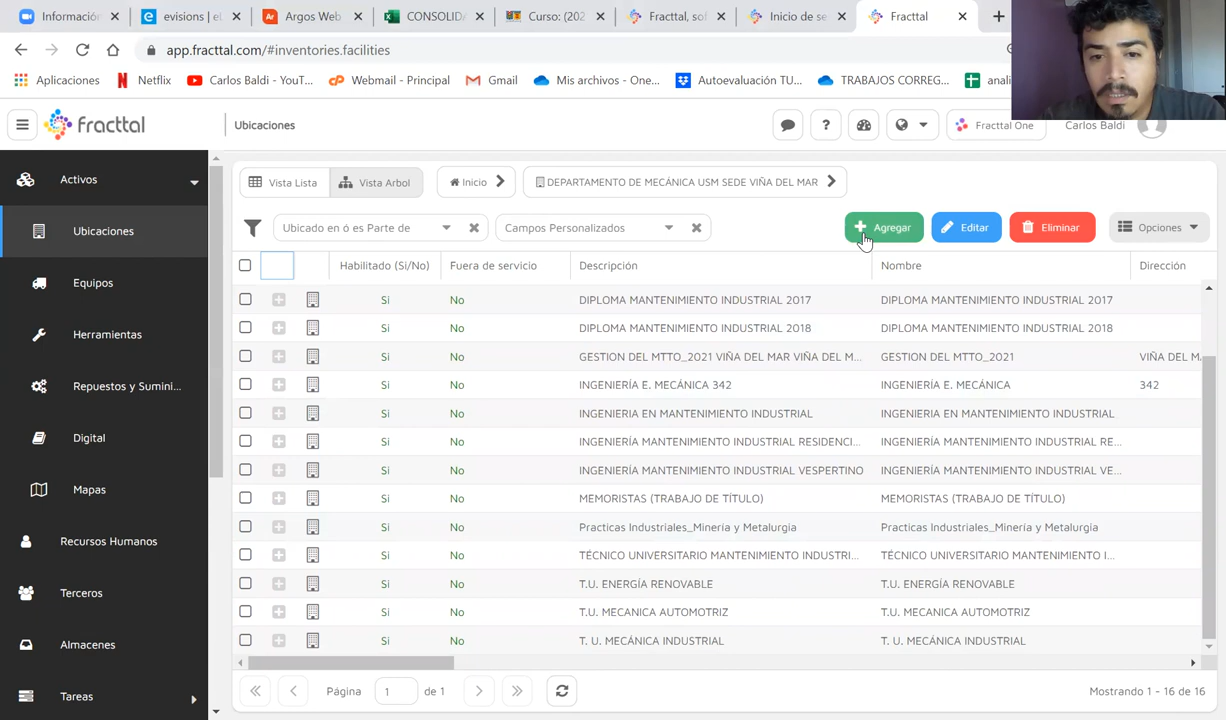 Información
evisions | el
Argos Web
CONSOLIDA
Curso: (202
Fracttal, so
Inicio de se
Fracttal
app.fracttal.com/#inventories.facilities
Aplicaciones
Netflix
Carlos Baldi - YouT...
Webmail - Principal
Gmail
Mis archivos - One...
Autoevaluación TU...
TRABAJOS CORREG...
fracttal
Ubicaciones
?
Fracttal One
Carlos Baldi
Activos
Ubicaciones
Equipos
Herramientas
Repuestos y Sumini...
Digital
Mapas
Recursos Humanos
Terceros
Almacenes
Tareas
Vista Lista
Vista Arbol
Inicio
DEPARTAMENTO DE MECÁNICA USM SEDE VIÑA DEL MAR
Ubicado en ó es Parte de
Campos Personalizados
Agregar
Editar
Eliminar
Opciones
Habilitado (Si/No) Fuera de servicio Descripción Nombre Dirección
Si No DIPLOMA MANTENIMIENTO INDUSTRIAL 2017 DIPLOMA MANTENIMIENTO INDUSTRIAL 2017
Si No DIPLOMA MANTENIMIENTO INDUSTRIAL 2018 DIPLOMA MANTENIMIENTO INDUSTRIAL 2018
Si No GESTION DEL MTTO_2021 VIÑA DEL MAR VIÑA DEL M... GESTION DEL MTTO_2021 VIÑA DEL M
Si No INGENIERÍA E. MECÁNICA 342 INGENIERÍA E. MECÁNICA 342
Si No INGENIERIA EN MANTENIMIENTO INDUSTRIAL INGENIERIA EN MANTENIMIENTO INDUSTRIAL
Si No INGENIERÍA MANTENIMIENTO INDUSTRIAL RESIDENCI... INGENIERÍA MANTENIMIENTO INDUSTRIAL RE...
Si No INGENIERÍA MANTENIMIENTO INDUSTRIAL VESPERTINO INGENIERÍA MANTENIMIENTO INDUSTRIAL VE...
Si No MEMORISTAS (TRABAJO DE TÍTULO) MEMORISTAS (TRABAJO DE TÍTULO)
Si No Practicas Industriales_Minería y Metalurgia Practicas Industriales_Minería y Metalurgia
Si No TÉCNICO UNIVERSITARIO MANTENIMIENTO INDUSTRI... TÉCNICO UNIVERSITARIO MANTENIMIENTO I...
Si No T.U. ENERGÍA RENOVABLE T.U. ENERGÍA RENOVABLE
Si No T.U. MECANICA AUTOMOTRIZ T.U. MECANICA AUTOMOTRIZ
Si No T. U. MECÁNICA INDUSTRIAL T. U. MECÁNICA INDUSTRIAL
Página 1 de 1
Mostrando 1 - 16 de 16